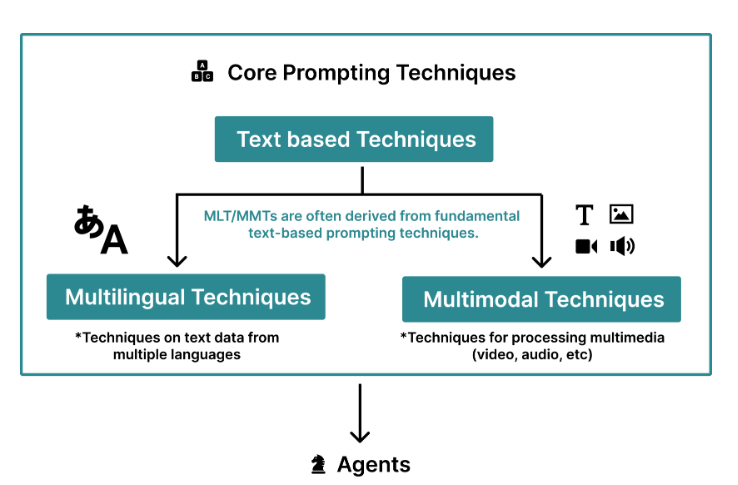 A
B C
Core Prompting Techniques
Text based Techniques
MLT/MMTs are often derived from fundamental
text-based prompting techniques.
あA
T
Multilingual Techniques
Multimodal Techniques
*Techniques on text data from
multiple languages
*Techniques for processing multimedia
(video, audio, etc)
Agents